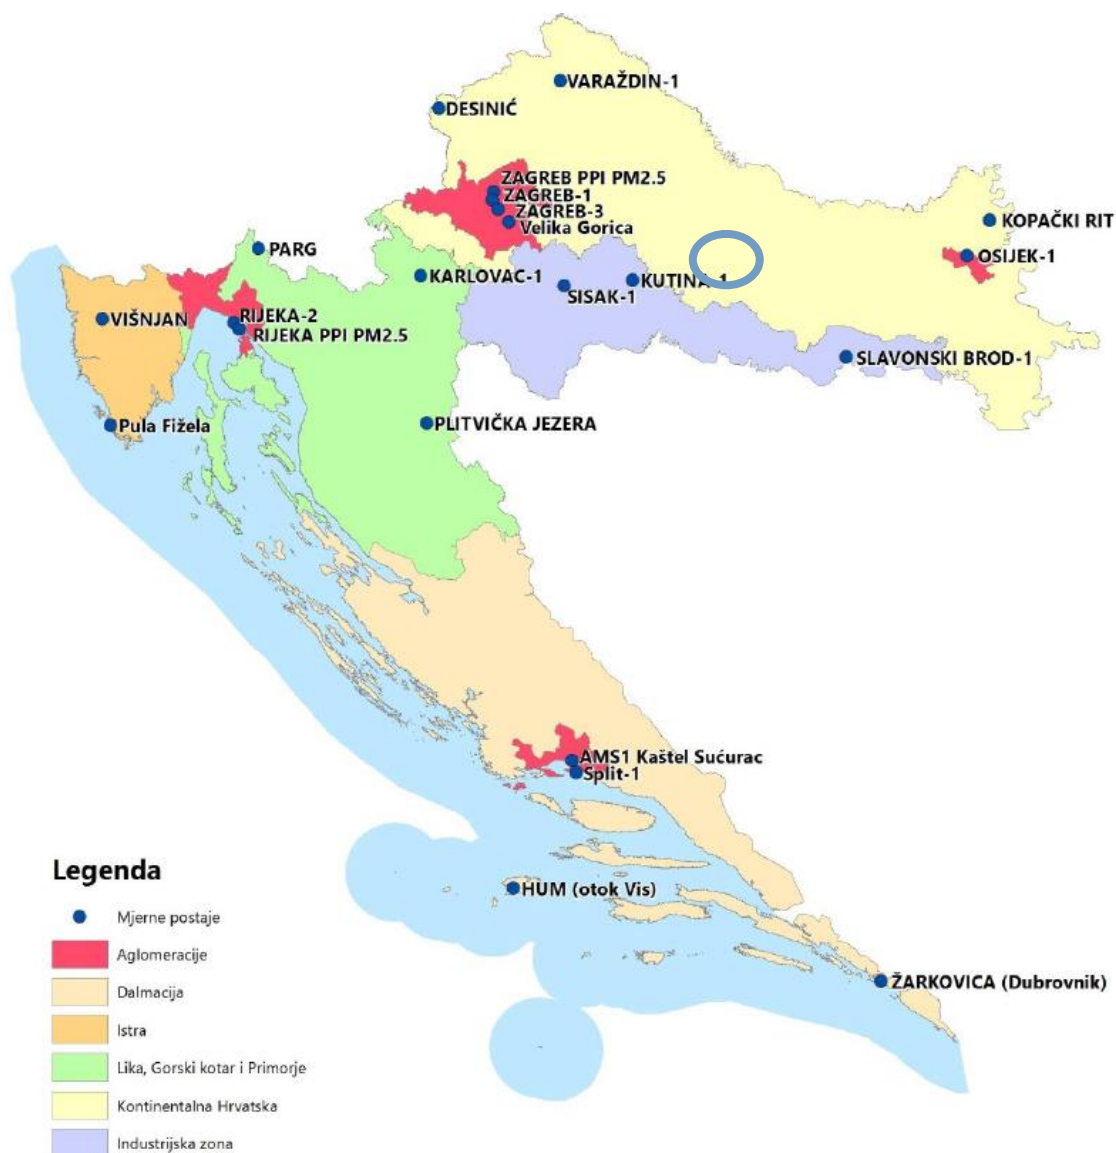 VARAŽDIN-1
DESINIĆ
ZAGREB PPI PM2.5
ZAGREB-1
ZAGREB-3
Velika Gorica
KOPAČKI RIT
PARG
OSIJEK-1
KARLOVAC-1
KUTINA-1
SISAK-1
VIŠNJAN
RIJEKA-2
RIJEKA PPI PM2.5
SLAVONSKI BROD-1
Pula Fižela
PLITVIČKA JEZERA
AMS1 Kaštel Sućurac
Split-1
HUM (otok Vis)
ŽARKOVICA (Dubrovnik)
Legenda
Mjerne postaje
Aglomeracije
Dalmacija
Istra
Lika, Gorski kotar i Primorje
Kontinentalna Hrvatska
Industrijska zona